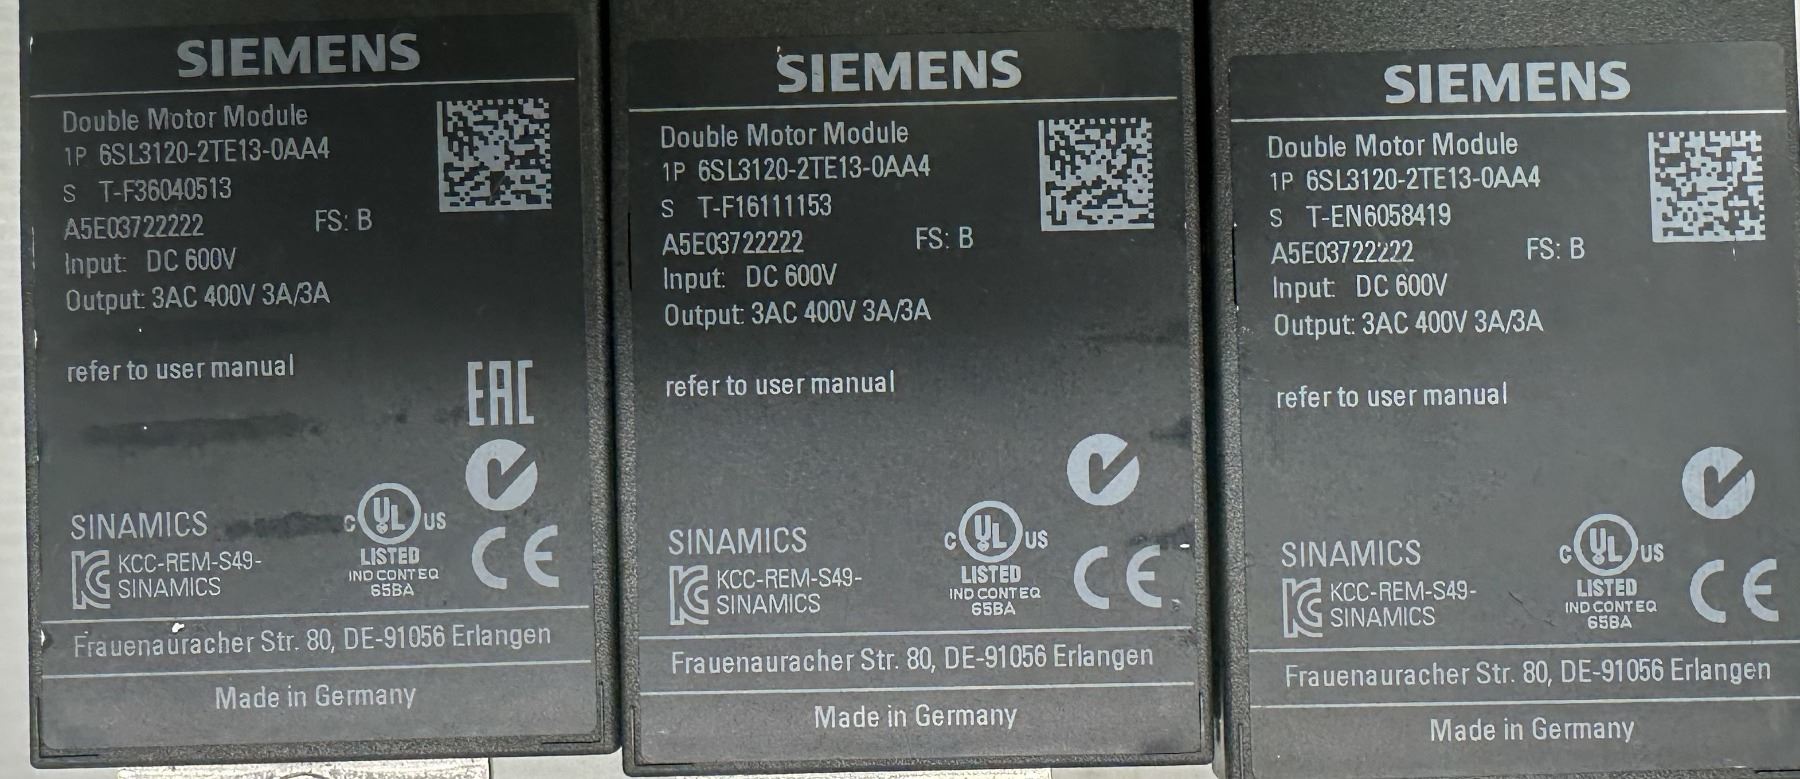 SIEMENS
Double Motor Module
1P 6SL3120-2TE13-0AA4
S T-F36040513
A5E03722222 FS: B
Input: DC 600V
Output: 3AC 400V 3A/3A
refer to user manual
EAC
SINAMICS
C UL US
LISTED
IND CONT EQ
65BA
KCC-REM-S49-
SINAMICS
CE
Frauenauracher Str. 80, DE-91056 Erlangen
Made in Germany
SIEMENS
Double Motor Module
1P 6SL3120-2TE13-0AA4
S T-F16111153
A5E03722222 FS: B
Input: DC 600V
Output: 3AC 400V 3A/3A
refer to user manual
SINAMICS
C UL US
LISTED
IND CONT EQ
65BA
KCC-REM-S49-
SINAMICS
CE
Frauenauracher Str. 80, DE-91056 Erlangen
Made in Germany
SIEMENS
Double Motor Module
1P 6SL3120-2TE13-0AA4
S T-EN6058419
A5E03722222 FS: B
Input: DC 600V
Output: 3AC 400V 3A/3A
refer to user manual
SINAMICS
C UL US
LISTED
IND CONT EQ
65BA
KCC-REM-S49-
SINAMICS
CE
Frauenauracher Str. 80, DE-91056 Erlangen
Made in Germany